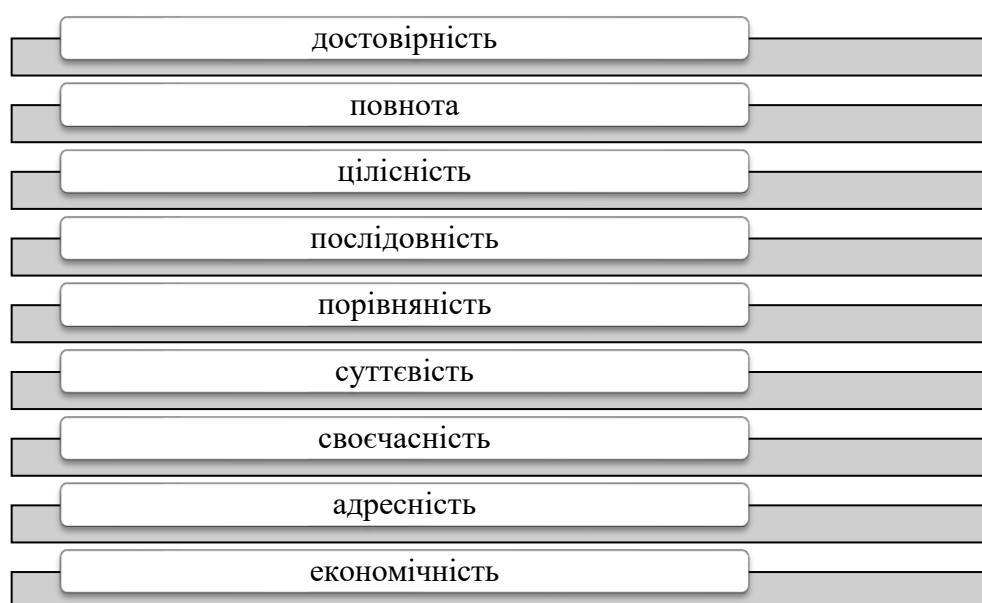 достовірність
повнота
цілісність
послідовність
порівняність
суттєвість
своєчасність
адресність
економічність